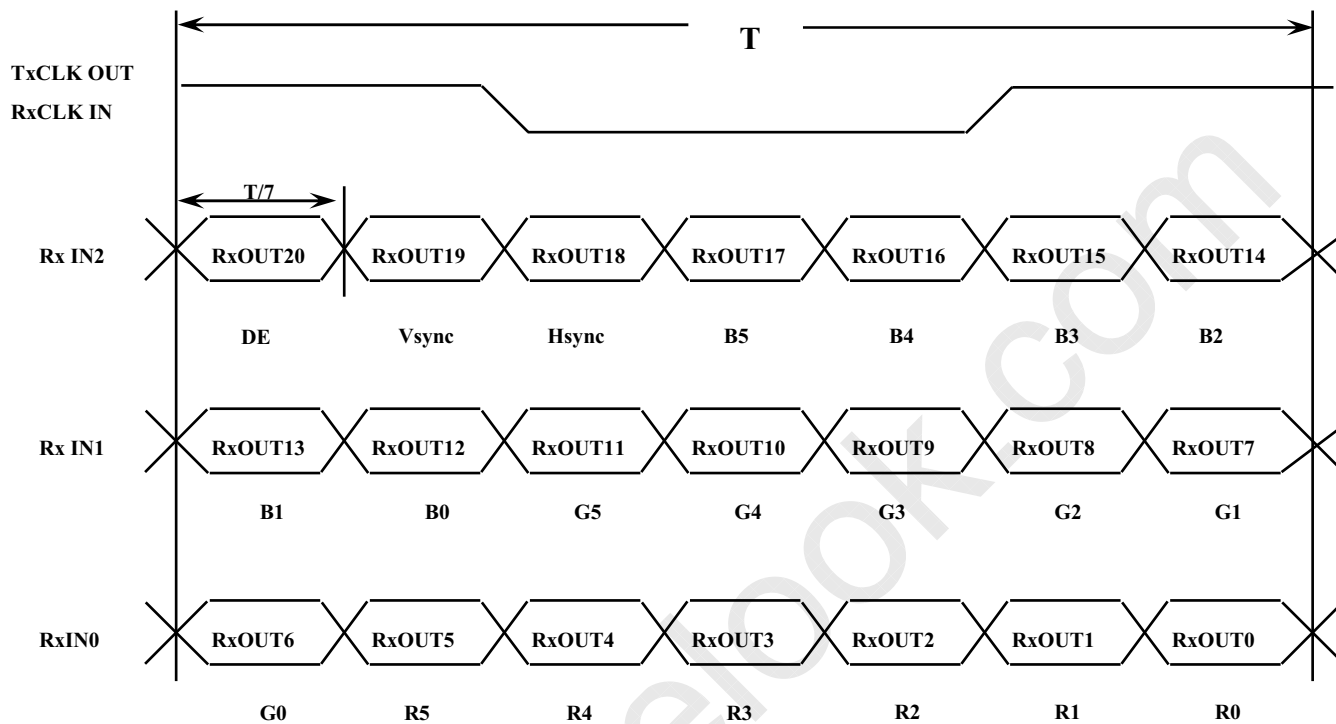 T
TxCLK OUT
RxCLK IN
T/7
Rx IN2 RxOUT20 RxOUT19 RxOUT18 RxOUT17 RxOUT16 RxOUT15 RxOUT14
DE Vsync Hsync B5 B4 B3 B2
Rx IN1 RxOUT13 RxOUT12 RxOUT11 RxOUT10 RxOUT9 RxOUT8 RxOUT7
B1 B0 G5 G4 G3 G2 G1
RxIN0 RxOUT6 RxOUT5 RxOUT4 RxOUT3 RxOUT2 RxOUT1 RxOUT0
G0 R5 R4 R3 R2 R1 R0
elook.com